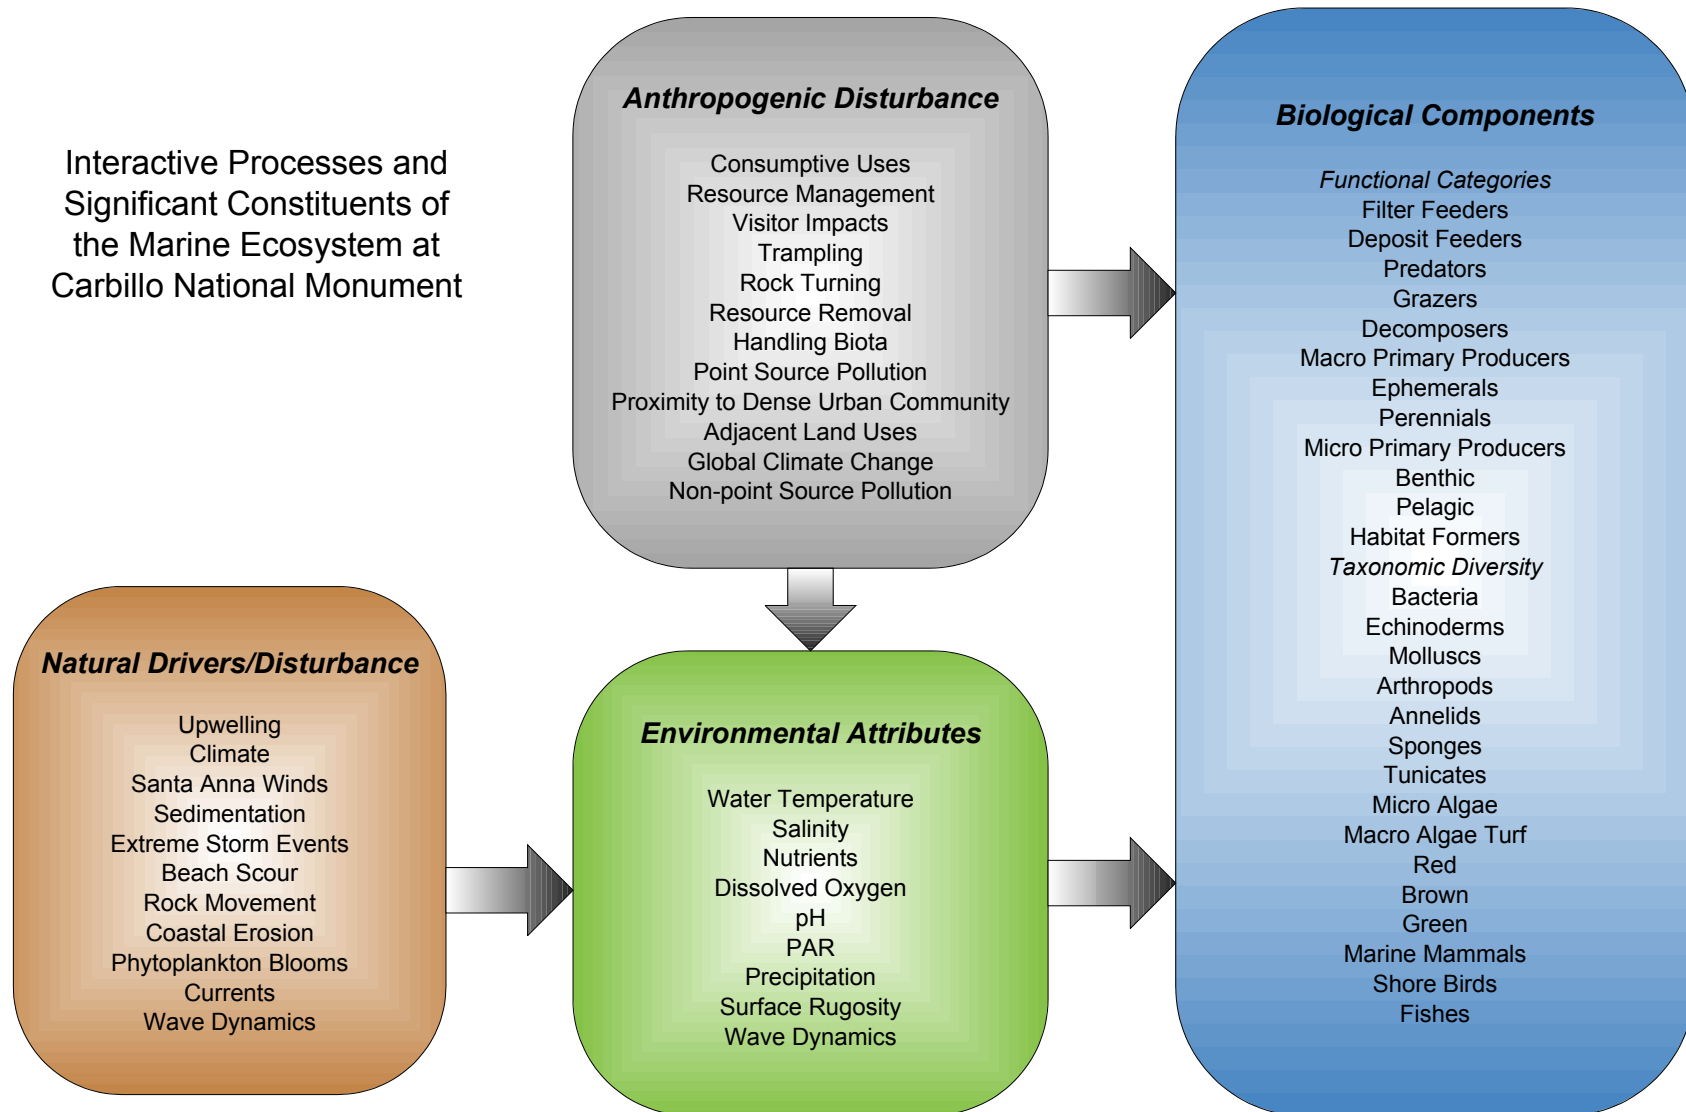 Interactive Processes and
Significant Constituents of
the Marine Ecosystem at
Carbillo National Monument
Anthropogenic Disturbance
Consumptive Uses
Resource Management
Visitor Impacts
Trampling
Rock Turning
Resource Removal
Handling Biota
Point Source Pollution
Proximity to Dense Urban Community
Adjacent Land Uses
Global Climate Change
Non-point Source Pollution
Natural Drivers/Disturbance
Upwelling
Climate
Santa Anna Winds
Sedimentation
Extreme Storm Events
Beach Scour
Rock Movement
Coastal Erosion
Phytoplankton Blooms
Currents
Wave Dynamics
Environmental Attributes
Water Temperature
Salinity
Nutrients
Dissolved Oxygen
pH
PAR
Precipitation
Surface Rugosity
Wave Dynamics
Biological Components
Functional Categories
Filter Feeders
Deposit Feeders
Predators
Grazers
Decomposers
Macro Primary Producers
Ephemerals
Perennials
Micro Primary Producers
Benthic
Pelagic
Habitat Formers
Taxonomic Diversity
Bacteria
Echinoderms
Molluscs
Arthropods
Annelids
Sponges
Tunicates
Micro Algae
Macro Algae Turf
Red
Brown
Green
Marine Mammals
Shore Birds
Fishes